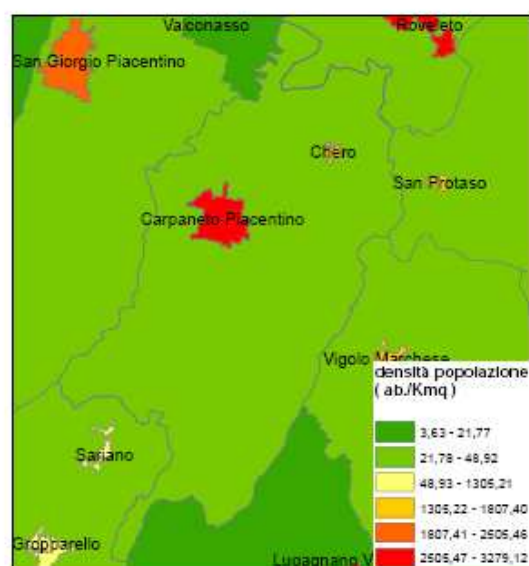 Valconasso
Roveleto
San Giorgio Piacentino
Chero
San Protaso
Carpaneto Piacentino
Vigolo Marchese
densità popolazione
( ab./Kmq )
3,63 - 21,77
21,78 - 48,92
48,93 - 1305,21
1305,22 - 1807,40
1807,41 - 2505,46
2505,47 - 3279,12
Sariano
Gropparello
Lugagnano V